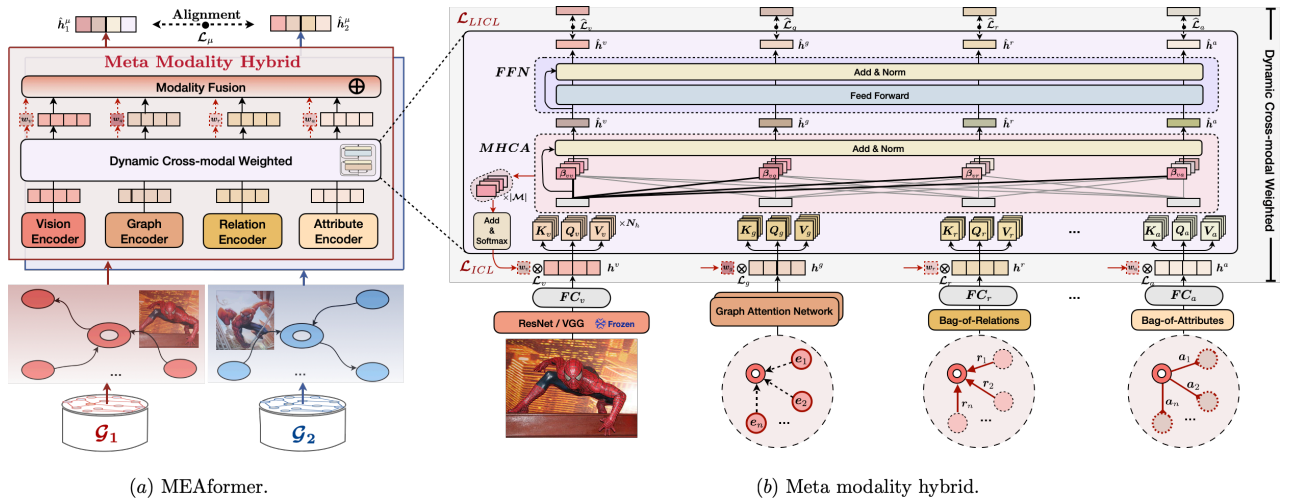 ĥ₁^μ
Alignment
𝓛_μ
ĥ₂^μ
Meta Modality Hybrid
Modality Fusion ⊕
w_v
w_g
w_r
w_a
Dynamic Cross-modal Weighted
Vision Encoder
Graph Encoder
Relation Encoder
Attribute Encoder
...
...
𝓖₁
𝓖₂
(a) MEAformer.
𝓛_LICL
𝓛̂_v
𝓛̂_g
𝓛̂_r
𝓛̂_a
ĥ^v
ĥ^g
ĥ^r
ĥ^a
FFN
Add & Norm
Feed Forward
ĥ^v
ĥ^g
ĥ^r
ĥ^a
MHCA
Add & Norm
β_vv
β_vg
β_vr
β_va
×|𝓜|
Add & Softmax
K_v Q_v V_v ×N_h
K_g Q_g V_g
K_r Q_r V_r
...
K_a Q_a V_a
𝓛_ICL
w_v ⊗ h^v
w_g ⊗ h^g
w_r ⊗ h^r
w_a ⊗ h^a
𝓛_v
𝓛_g
𝓛_r
𝓛_a
FC_v
FC_r
...
FC_a
ResNet / VGG Frozen
Graph Attention Network
Bag-of-Relations
Bag-of-Attributes
e₁
e₂
e_n
...
r₁
r₂
r_n
...
a₁
a₂
a_n
...
Dynamic Cross-modal Weighted
(b) Meta modality hybrid.